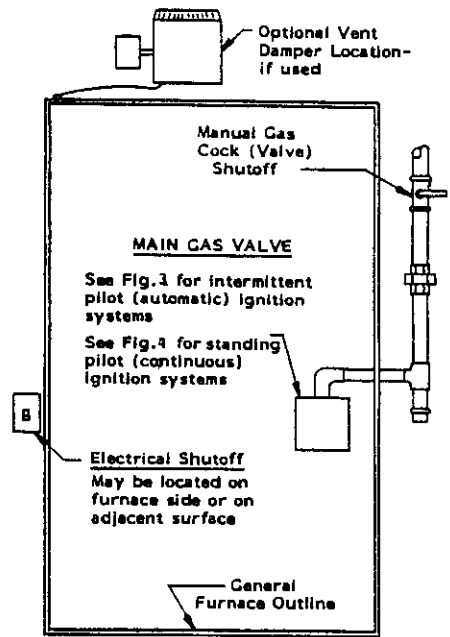 Optional Vent
Damper Location-
if used
Manual Gas
Cock (Valve)
Shutoff
MAIN GAS VALVE
See Fig.3 for intermittent
pilot (automatic) ignition
systems
See Fig.4 for standing
pilot (continuous)
ignition systems
Electrical Shutoff
May be located on
furnace side or on
adjacent surface
General
Furnace Outline